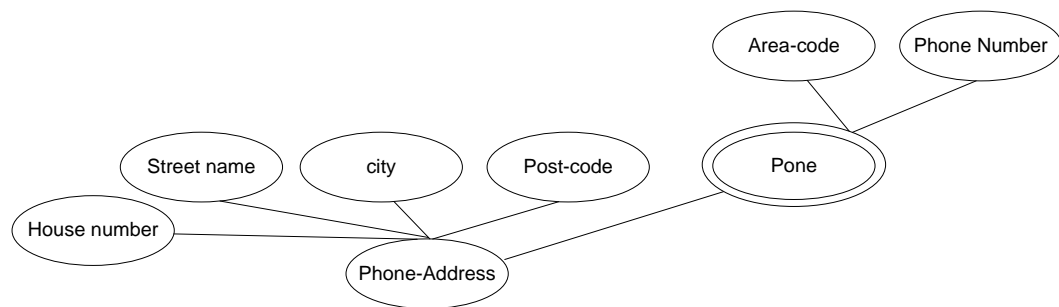 Area-code
Phone Number
Street name
city
Post-code
Pone
House number
Phone-Address